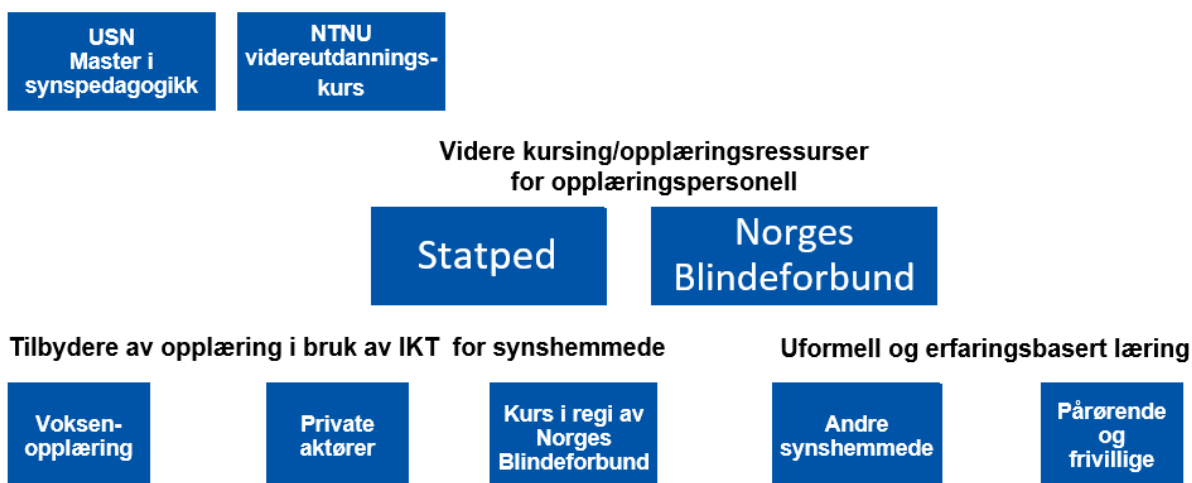 USN
Master i
synspedagogikk
NTNU
videreutdannings-
kurs
Videre kursing/opplæringsressurser
for opplæringspersonell
Statped
Norges
Blindeforbund
Tilbydere av opplæring i bruk av IKT for synshemmede
Uformell og erfaringsbasert læring
Voksen-
opplæring
Private
aktører
Kurs i regi av
Norges
Blindeforbund
Andre
synshemmede
Pårørende
og
frivillige